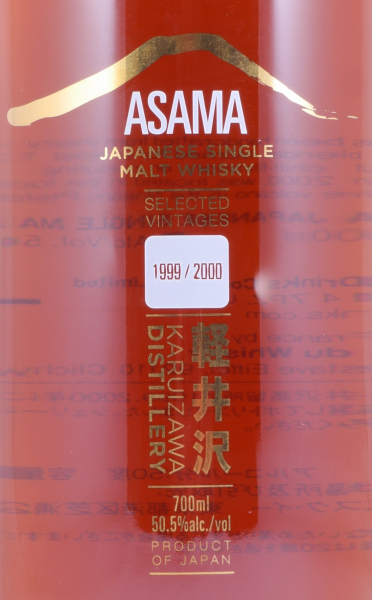 ASAMA
JAPANESE SINGLE
MALT WHISKY
SELECTED
VINTAGES
1999 / 2000
軽井沢
KARUIZAWA
DISTILLERY
700ml
50.5%alc./vol
PRODUCT
OF JAPAN